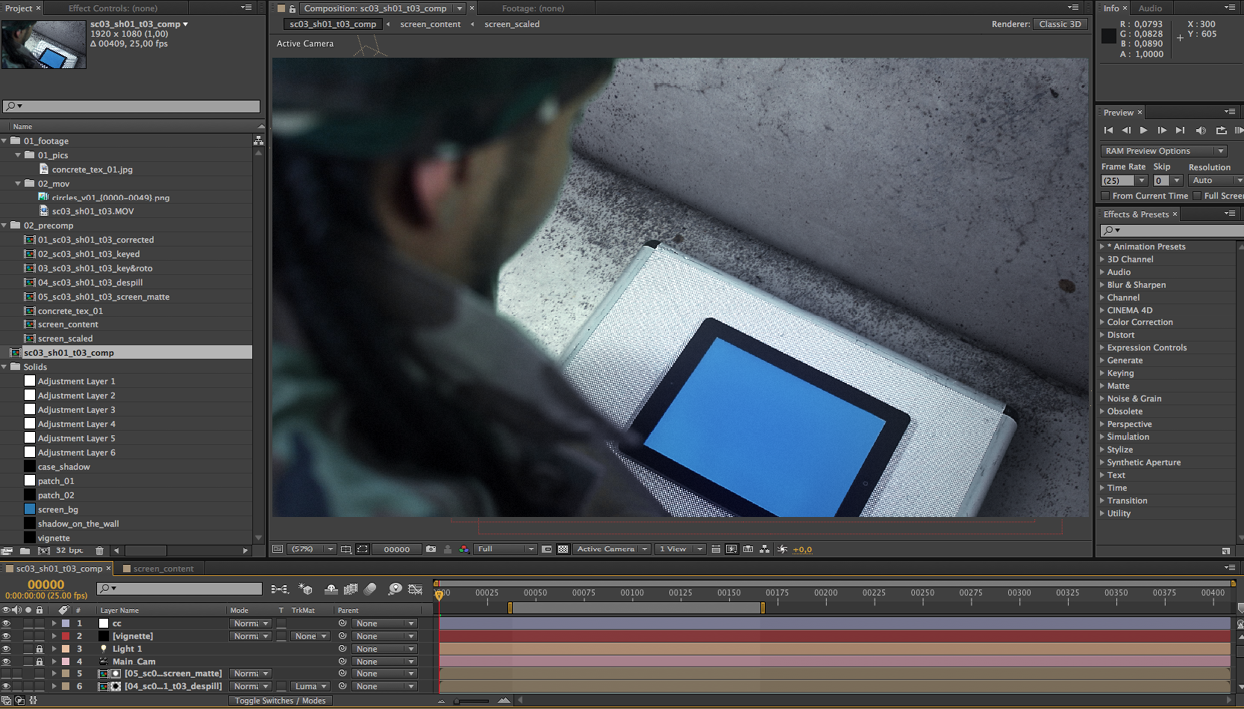 Project × Effect Controls: (none)
sc03_sh01_t03_comp▼
1920 x 1080 (1,00)
Δ 00409, 25,00 fps
Name
01_footage
01_pics
concrete_tex_01.jpg
02_mov
circles_v01_[0000-0049].png
sc03_sh01_t03.MOV
02_precomp
01_sc03_sh01_t03_corrected
02_sc03_sh01_t03_keyed
03_sc03_sh01_t03_key&roto
04_sc03_sh01_t03_despill
05_sc03_sh01_t03_screen_matte
concrete_tex_01
screen_content
screen_scaled
sc03_sh01_t03_comp
Solids
Adjustment Layer 1
Adjustment Layer 2
Adjustment Layer 3
Adjustment Layer 4
Adjustment Layer 5
Adjustment Layer 6
case_shadow
patch_01
patch_02
screen_bg
shadow_on_the_wall
vignette
32 bpc
Composition: sc03_sh01_t03_comp × Footage: (none)
sc03_sh01_t03_comp screen_content screen_scaled
Renderer: Classic 3D
Active Camera
(57%) 00000 Full Active Camera 1 View +0,0
Info × Audio
R : 0,0793 X : 300
G : 0,0828 Y : 605
B : 0,0890
A : 1,0000
Preview ×
RAM Preview Options
Frame Rate Skip Resolution
(25) 0 Auto
From Current Time Full Screen
Effects & Presets ×
* Animation Presets
3D Channel
Audio
Blur & Sharpen
Channel
CINEMA 4D
Color Correction
Distort
Expression Controls
Generate
Keying
Matte
Noise & Grain
Obsolete
Perspective
Simulation
Stylize
Synthetic Aperture
Text
Time
Transition
Utility
sc03_sh01_t03_comp × screen_content
00000
0:00:00:00 (25.00 fps)
00025 00050 00075 00100 00125 00150 00175 00200 00225 00250 00275 00300 00325 00350 00375 00400
# Layer Name Mode T TrkMat Parent
1 cc Norm None
2 [vignette] Norm None None
3 Light 1 None
4 Main Cam None
5 [05_sc0...screen_matte] Norm None
6 [04_sc0...1_t03_despill] Norm Luma None
Toggle Switches / Modes